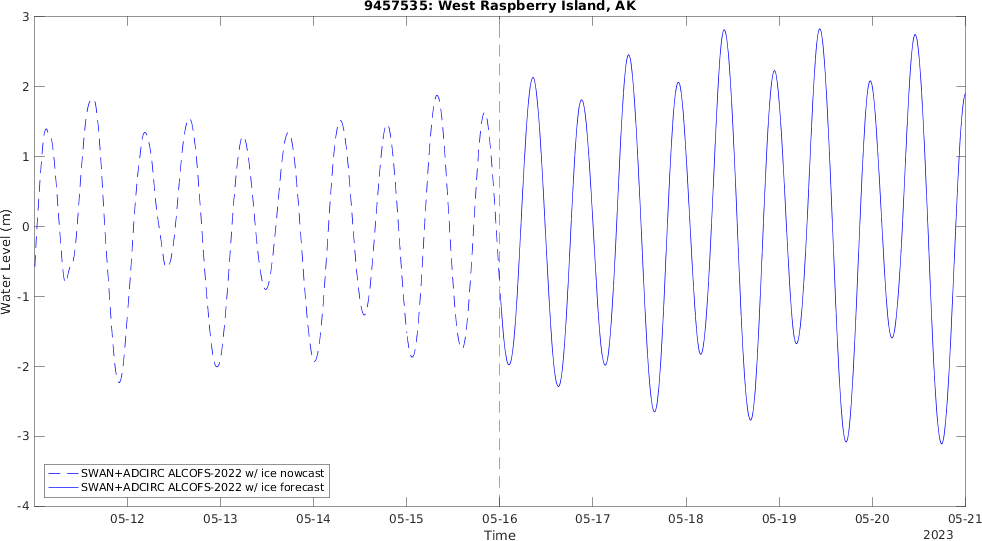 9457535: West Raspberry Island, AK
3
2
1
0
-1
-2
-3
-4
Water Level (m)
SWAN+ADCIRC ALCOFS-2022 w/ ice nowcast
SWAN+ADCIRC ALCOFS-2022 w/ ice forecast
05-12 05-13 05-14 05-15 05-16 05-17 05-18 05-19 05-20 05-21
Time
2023